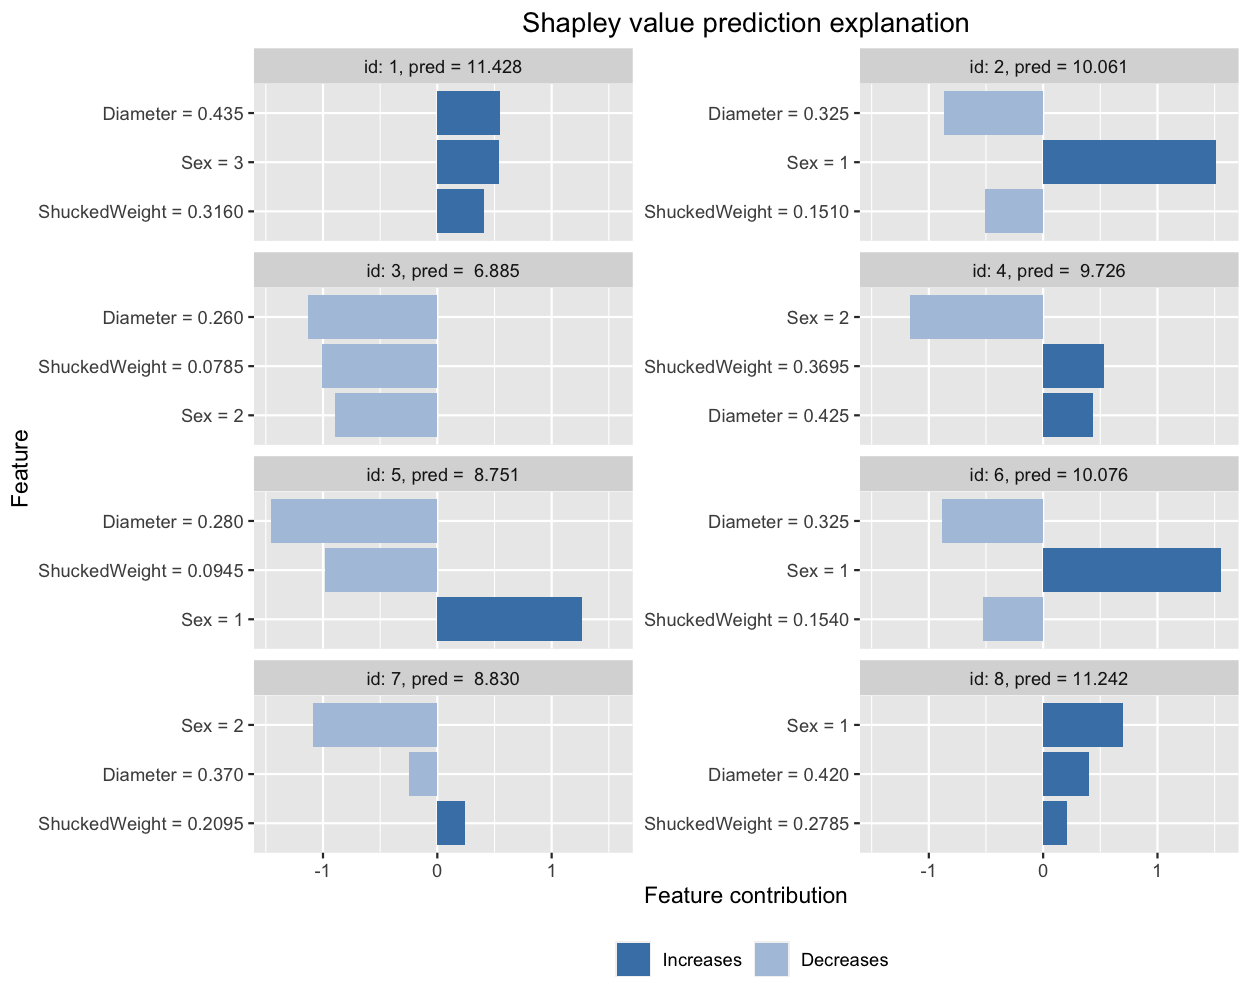 Shapley value prediction explanation
id: 1, pred = 11.428
Diameter = 0.435
Sex = 3
ShuckedWeight = 0.3160
id: 2, pred = 10.061
Diameter = 0.325
Sex = 1
ShuckedWeight = 0.1510
id: 3, pred = 6.885
Diameter = 0.260
ShuckedWeight = 0.0785
Sex = 2
id: 4, pred = 9.726
Sex = 2
ShuckedWeight = 0.3695
Diameter = 0.425
id: 5, pred = 8.751
Diameter = 0.280
ShuckedWeight = 0.0945
Sex = 1
id: 6, pred = 10.076
Diameter = 0.325
Sex = 1
ShuckedWeight = 0.1540
id: 7, pred = 8.830
Sex = 2
Diameter = 0.370
ShuckedWeight = 0.2095
id: 8, pred = 11.242
Sex = 1
Diameter = 0.420
ShuckedWeight = 0.2785
-1 0 1
-1 0 1
Feature
Feature contribution
Increases
Decreases